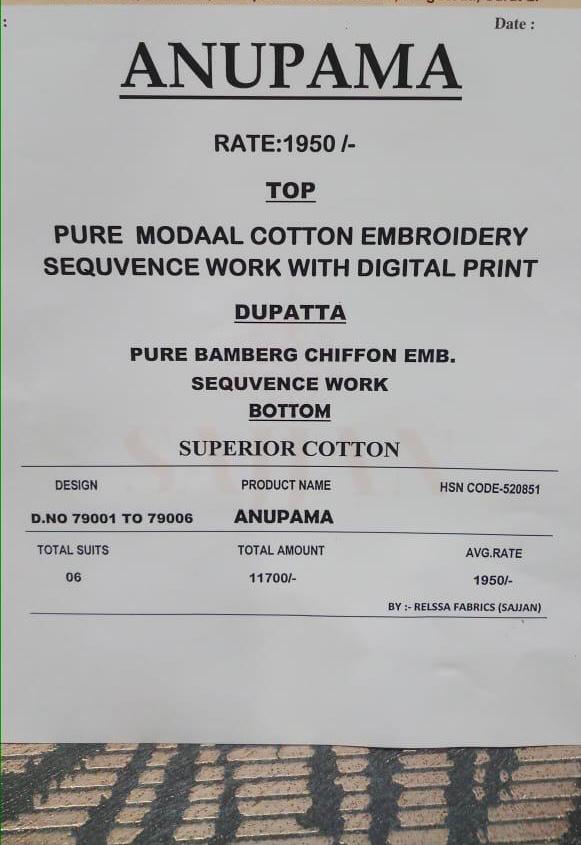 Date :
ANUPAMA
RATE:1950 /-
TOP
PURE MODAAL COTTON EMBROIDERY
SEQUVENCE WORK WITH DIGITAL PRINT
DUPATTA
PURE BAMBERG CHIFFON EMB.
SEQUVENCE WORK
BOTTOM
SUPERIOR COTTON
DESIGN PRODUCT NAME HSN CODE-520851
D.NO 79001 TO 79006 ANUPAMA
TOTAL SUITS TOTAL AMOUNT AVG.RATE
06 11700/- 1950/-
BY :- RELSSA FABRICS (SAJJAN)